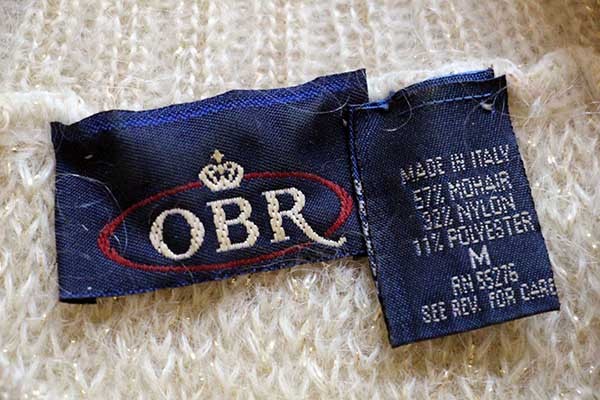 OBR
MADE IN ITALY
57% MOHAIR
32% NYLON
11% POLYESTER
M
RN 55276
SEE REV. FOR CARE